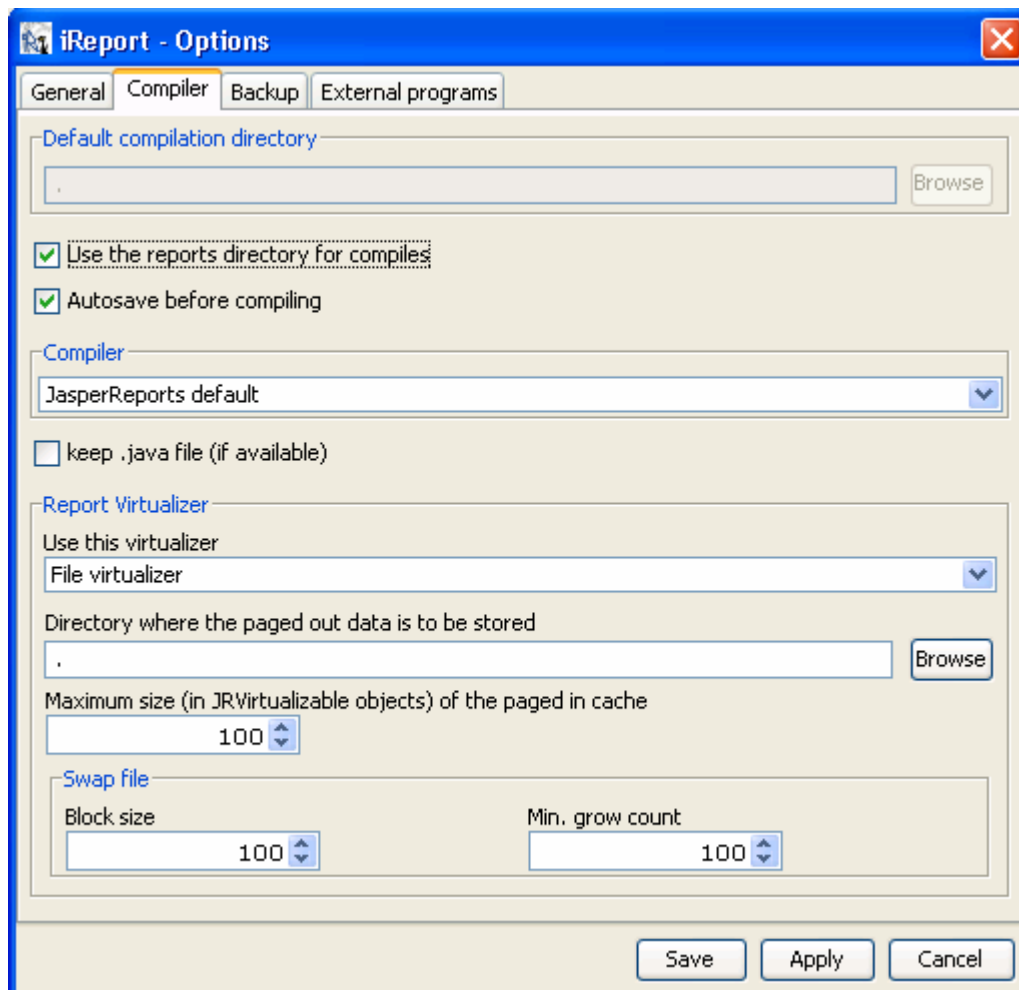 iReport - Options
General Compiler Backup External programs
Default compilation directory
. Browse
Use the reports directory for compiles
Autosave before compiling
Compiler
JasperReports default
keep .java file (if available)
Report Virtualizer
Use this virtualizer
File virtualizer
Directory where the paged out data is to be stored
. Browse
Maximum size (in JRVirtualizable objects) of the paged in cache
100
Swap file
Block size Min. grow count
100 100
Save Apply Cancel